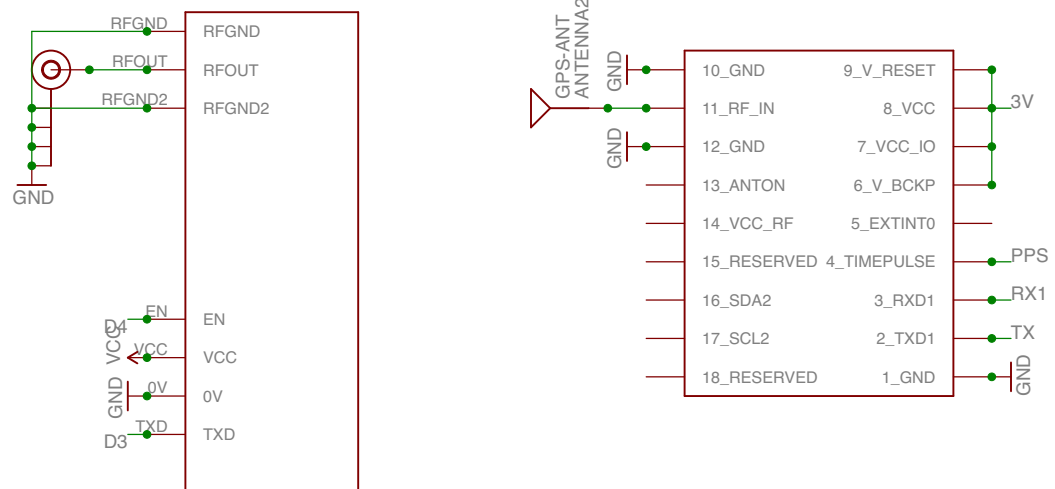 RFGND
RFGND
RFOUT
RFOUT
RFGND2
RFGND2
GND
EN
D4
EN
VCC
VCC
VCC
0V
GND
0V
TXD
D3
TXD
GPS-ANT
ANTENNA2
GND
10_GND
9_V_RESET
11_RF_IN
8_VCC
3V
GND
12_GND
7_VCC_IO
13_ANTON
6_V_BCKP
14_VCC_RF
5_EXTINT0
15_RESERVED
4_TIMEPULSE
PPS
16_SDA2
3_RXD1
RX1
17_SCL2
2_TXD1
TX
18_RESERVED
1_GND
GND